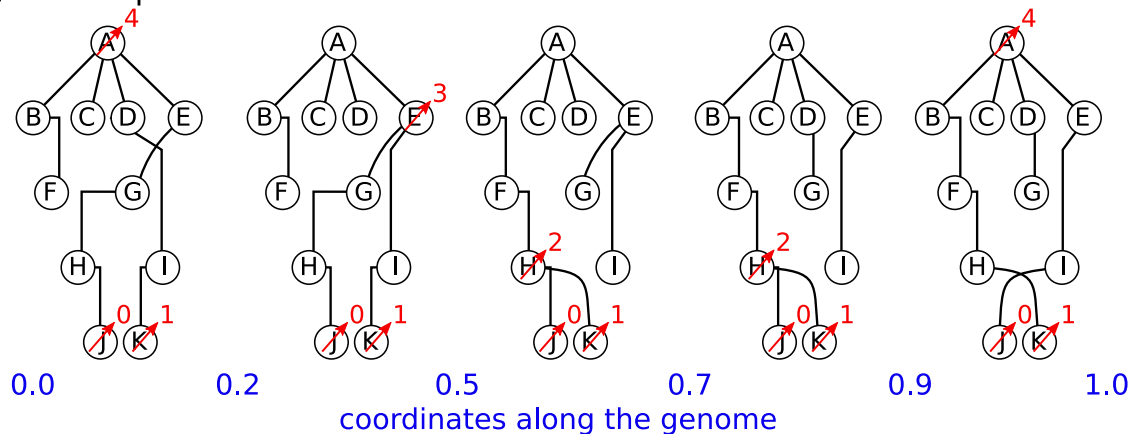 4 4
A A A A A
3
B C D E B C D E B C D E B C D E B C D E
F G F G F G F G F G
2 2
H I H I H I H I H I
0 1 0 1 0 1 0 1 0 1
J K J K J K J K J K
0.0 0.2 0.5 0.7 0.9 1.0
coordinates along the genome